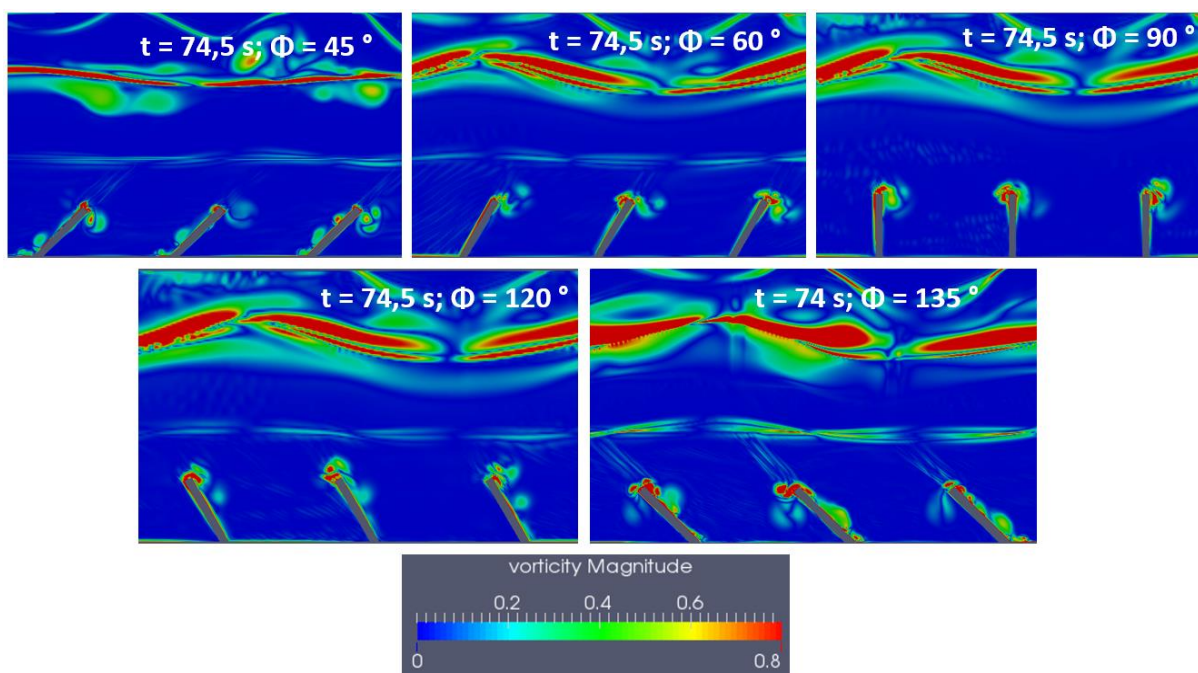 t = 74,5 s; Φ = 45 °
t = 74,5 s; Φ = 60 °
t = 74,5 s; Φ = 90 °
t = 74,5 s; Φ = 120 °
t = 74 s; Φ = 135 °
vorticity Magnitude
0.2 0.4 0.6
0 0.8